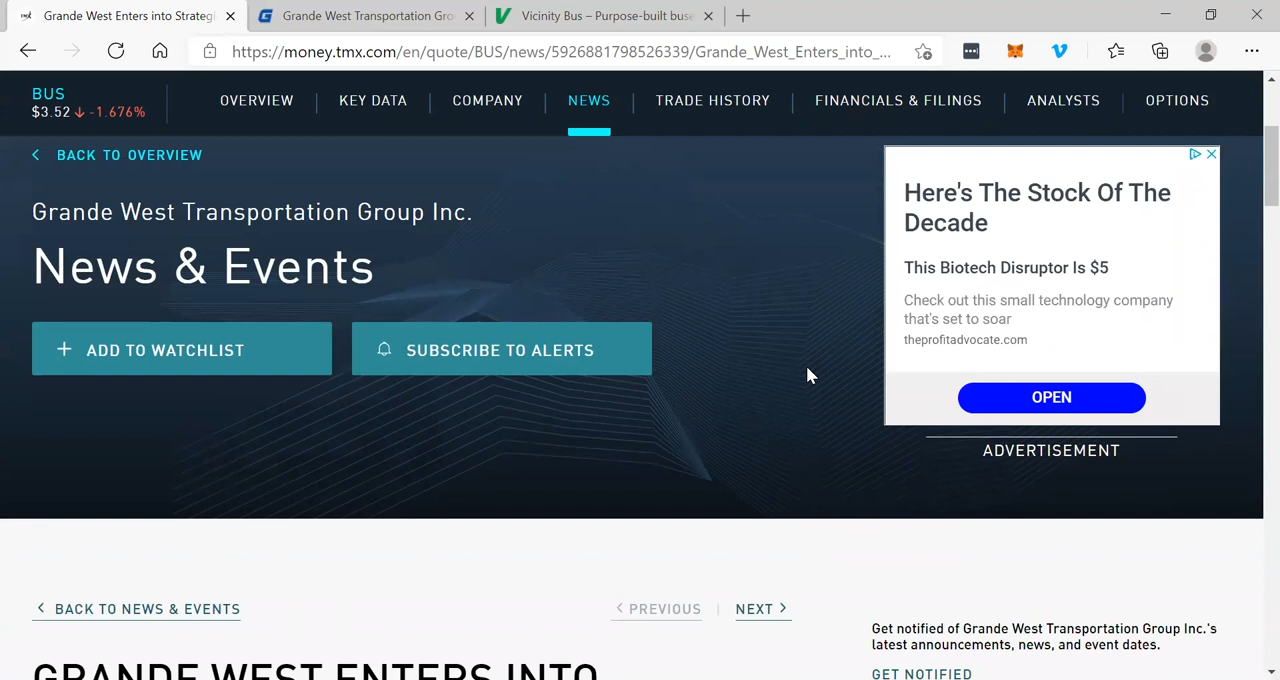 Grande West Enters into Strategi
Grande West Transportation Gro
Vicinity Bus – Purpose-built buse
https://money.tmx.com/en/quote/BUS/news/5926881798526339/Grande_West_Enters_into_...
BUS
$3.52 ↓ -1.676%
OVERVIEW
KEY DATA
COMPANY
NEWS
TRADE HISTORY
FINANCIALS & FILINGS
ANALYSTS
OPTIONS
< BACK TO OVERVIEW
Grande West Transportation Group Inc.
News & Events
+ ADD TO WATCHLIST
SUBSCRIBE TO ALERTS
Here's The Stock Of The
Decade
This Biotech Disruptor Is $5
Check out this small technology company
that's set to soar
theprofitadvocate.com
OPEN
ADVERTISEMENT
< BACK TO NEWS & EVENTS
< PREVIOUS | NEXT >
GRANDE WEST ENTERS INTO
Get notified of Grande West Transportation Group Inc.'s
latest announcements, news, and event dates.
GET NOTIFIED